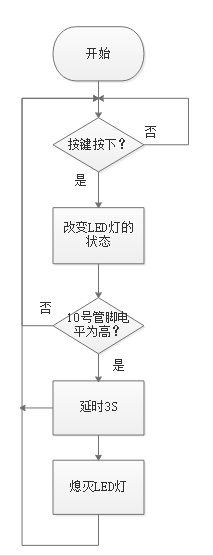 开始
按键按下？
否
是
改变LED灯的
状态
否
10号管脚电
平为高？
是
延时3S
熄灭LED灯